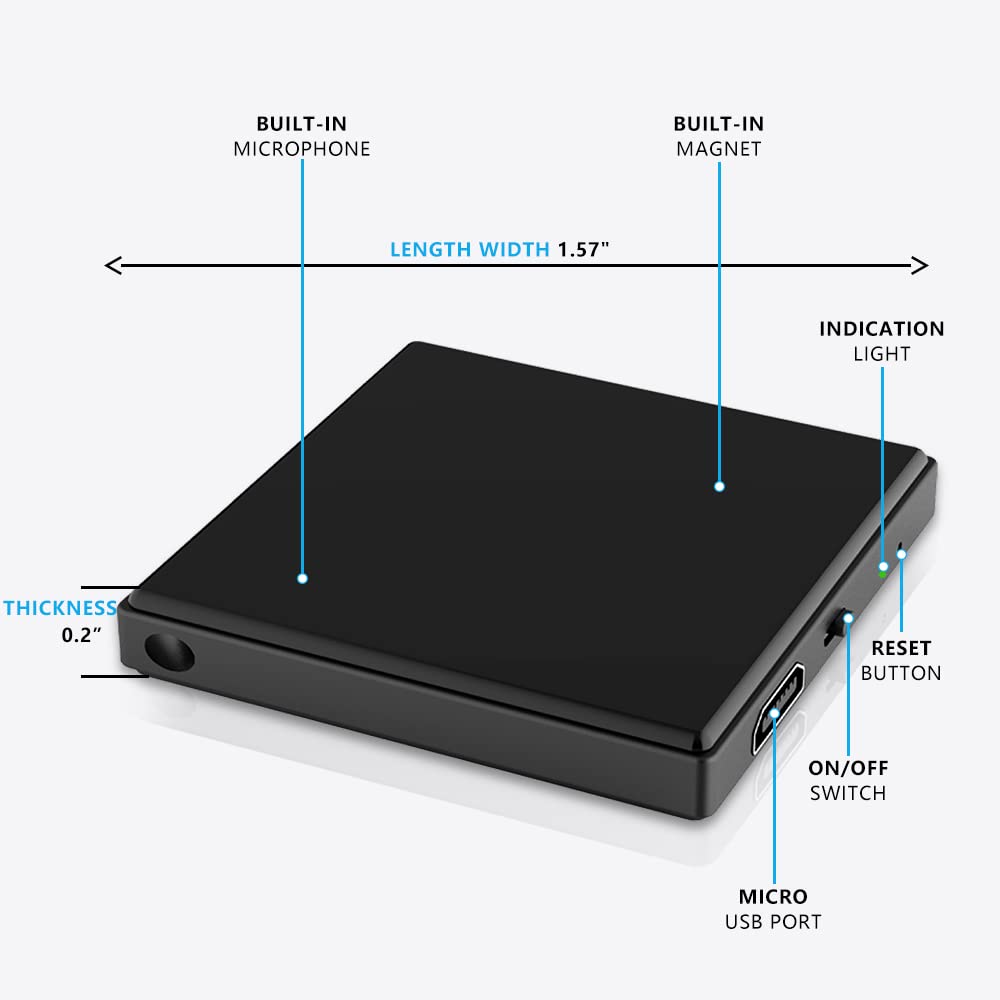 BUILT-IN
MICROPHONE
BUILT-IN
MAGNET
LENGTH WIDTH 1.57"
INDICATION
LIGHT
THICKNESS
0.2”
RESET
BUTTON
ON/OFF
SWITCH
MICRO
USB PORT